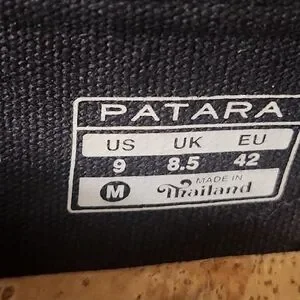 PATARA
US UK EU
9 8.5 42
M MADE IN
Thailand